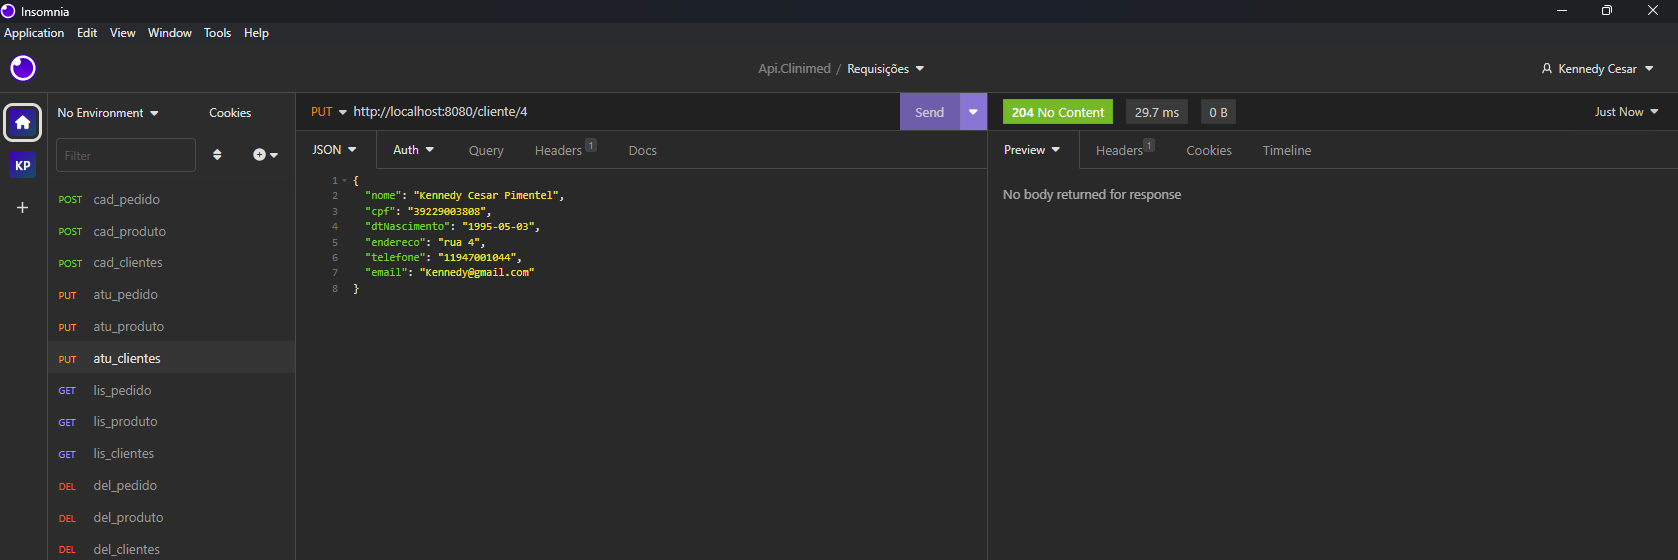 Insomnia
Application Edit View Window Tools Help
Api.Clinimed / Requisições
Kennedy Cesar
No Environment
Cookies
Filter
KP
POST cad_pedido
POST cad_produto
POST cad_clientes
PUT atu_pedido
PUT atu_produto
PUT atu_clientes
GET lis_pedido
GET lis_produto
GET lis_clientes
DEL del_pedido
DEL del_produto
DEL del_clientes
PUT http://localhost:8080/cliente/4
Send
JSON Auth Query Headers 1 Docs
1 {
2 "nome": "Kennedy Cesar Pimentel",
3 "cpf": "39229003808",
4 "dtNascimento": "1995-05-03",
5 "endereco": "rua 4",
6 "telefone": "11947001044",
7 "email": "Kennedy@gmail.com"
8 }
204 No Content 29.7 ms 0 B
Just Now
Preview Headers 1 Cookies Timeline
No body returned for response